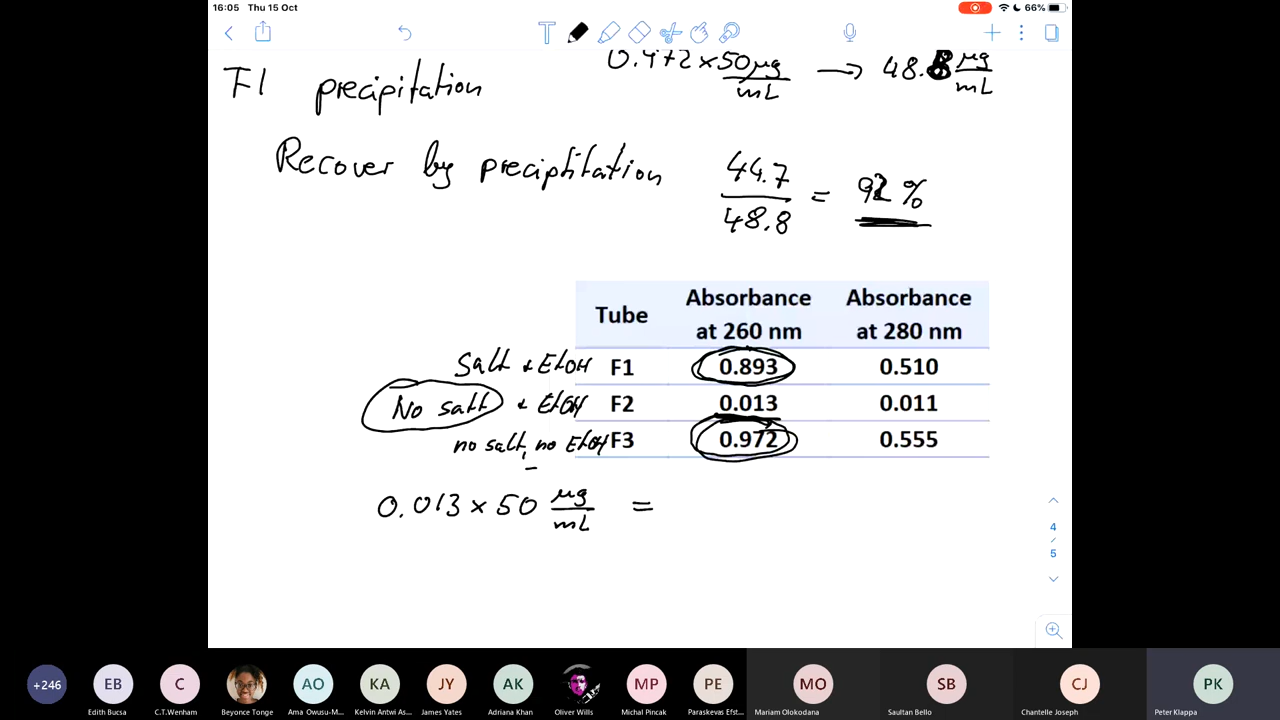 16:05 Thu 15 Oct
66%
0.972 × 50 µg/mL → 48.8 µg/mL
F1 precipitation
Recover by preciptitation 44.7/48.8 = 92 %
Tube Absorbance at 260 nm Absorbance at 280 nm
Salt + EtOH F1 0.893 0.510
No salt + EtOH F2 0.013 0.011
no salt, no EtOH F3 0.972 0.555
0.013 × 50 µg/mL =
4
/
5
+246 EB C AO KA JY AK MP PE MO SB CJ PK
Edith Bucsa C.T.Wenham Beyonce Tonge Ama Owusu-M... Kelvin Antwi As... James Yates Adriana Khan Oliver Wills Michal Pincak Paraskevas Efst... Mariam Olokodana Saultan Bello Chantelle Joseph Peter Klappa